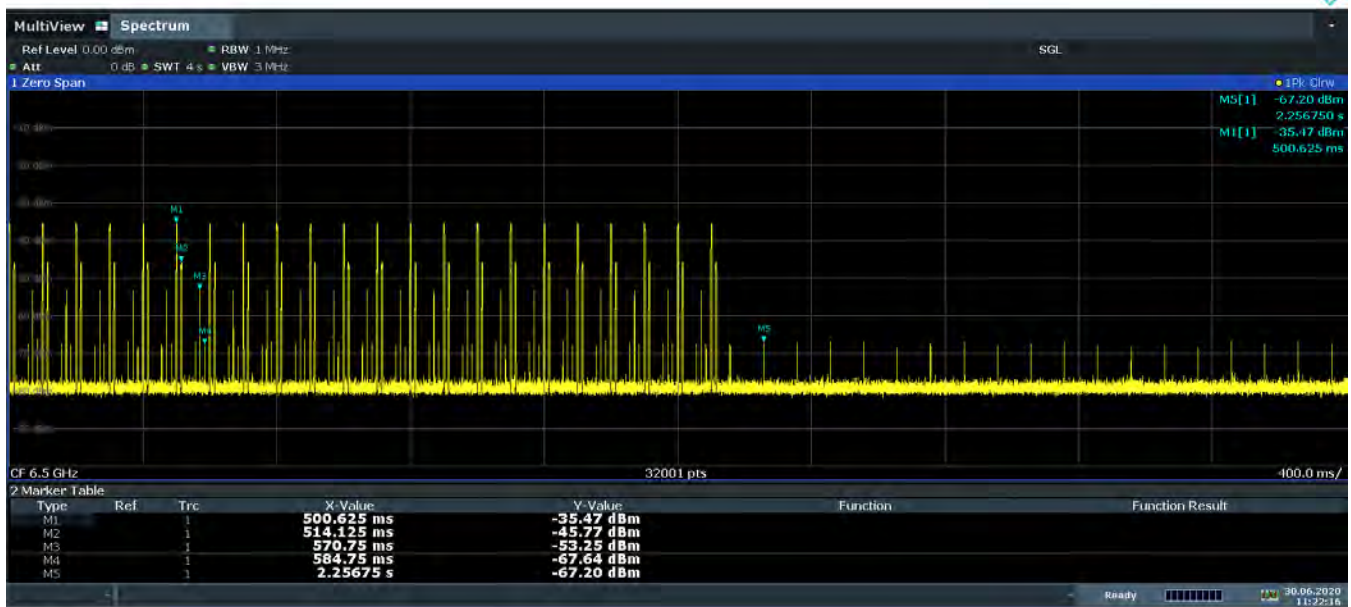 MultiView Spectrum
Ref Level 0.00 dBm RBW 1 MHz SGL
Att 0 dB SWT 4 s VBW 3 MHz
1 Zero Span 1Pk Clrw
M5[1] -67.20 dBm
2.256750 s
M1[1] -35.47 dBm
500.625 ms
M1
M2
M3
M4
M5
CF 6.5 GHz 32001 pts 400.0 ms/
2 Marker Table
Type Ref Trc X-Value Y-Value Function Function Result
M1 1 500.625 ms -35.47 dBm
M2 1 514.125 ms -45.77 dBm
M3 1 570.75 ms -53.25 dBm
M4 1 584.75 ms -67.64 dBm
M5 1 2.25675 s -67.20 dBm
Ready 30.06.2020
11:22:16